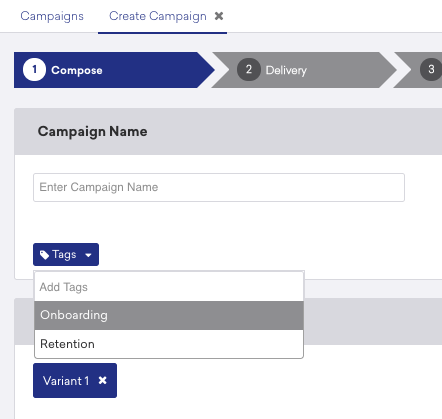 Campaigns Create Campaign ✖
1 Compose 2 Delivery 3
Campaign Name
Enter Campaign Name
Tags
Add Tags
Onboarding
Retention
Variant 1 ✖